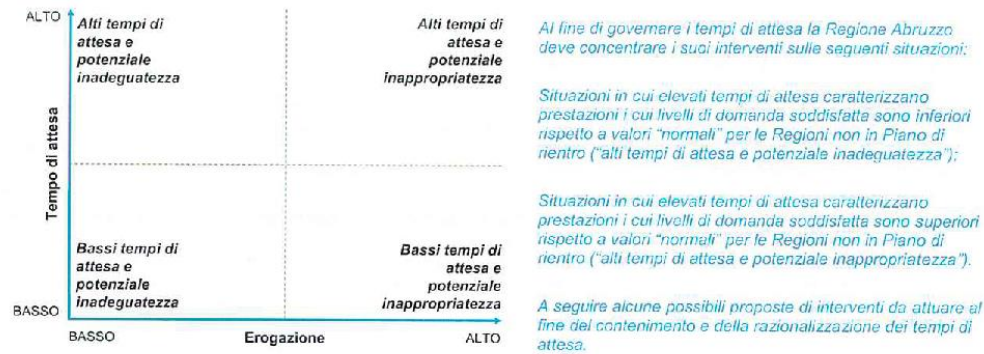 ALTO
Alti tempi di
attesa e
potenziale
inadeguatezza
Alti tempi di
attesa e
potenziale
inappropriatezza
Tempo di attesa
Bassi tempi di
attesa e
potenziale
inadeguatezza
Bassi tempi di
attesa e
potenziale
inappropriatezza
BASSO
BASSO
Erogazione
ALTO
Al fine di governare i tempi di attesa la Regione Abruzzo
deve concentrare i suoi interventi sulle seguenti situazioni:
Situazioni in cui elevati tempi di attesa caratterizzano
prestazioni i cui livelli di domanda soddisfatta sono inferiori
rispetto a valori "normali" per le Regioni non in Piano di
rientro ("alti tempi di attesa e potenziale inadeguatezza");
Situazioni in cui elevati tempi di attesa caratterizzano
prestazioni i cui livelli di domanda soddisfatta sono superiori
rispetto a valori "normali" per le Regioni non in Piano di
rientro ("alti tempi di attesa e potenziale inappropriatezza").
A seguire alcune possibili proposte di interventi da attuare al
fine del contenimento e della razionalizzazione dei tempi di
attesa.